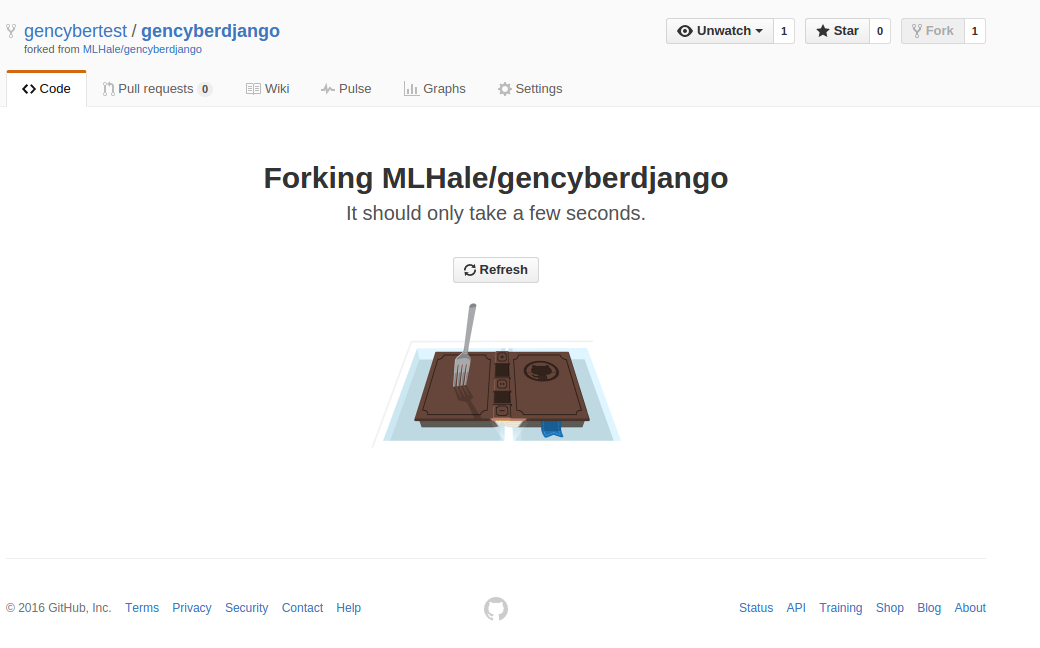 gencybertest / gencyberdjango
forked from MLHale/gencyberdjango
Unwatch 1 Star 0 Fork 1
Code Pull requests 0 Wiki Pulse Graphs Settings
Forking MLHale/gencyberdjango
It should only take a few seconds.
Refresh
© 2016 GitHub, Inc. Terms Privacy Security Contact Help Status API Training Shop Blog About